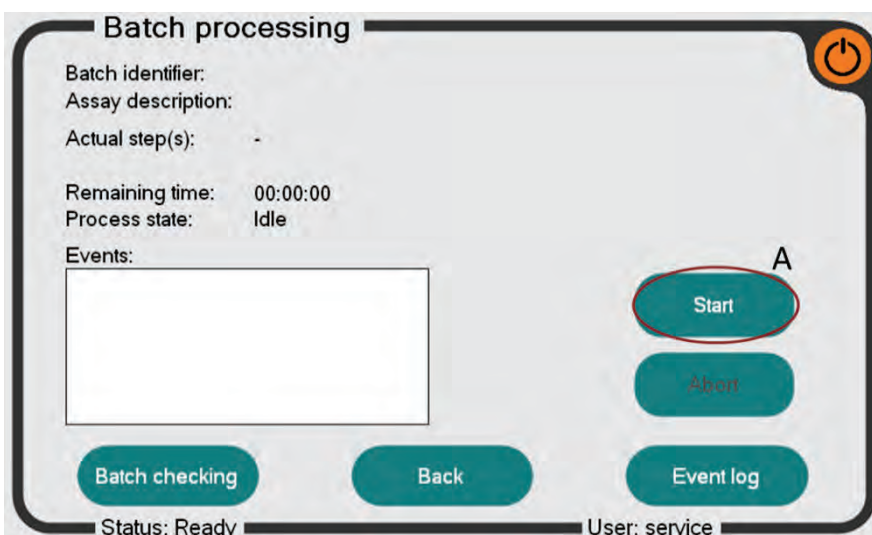 Batch processing
Batch identifier:
Assay description:
Actual step(s): -
Remaining time: 00:00:00
Process state: Idle
Events:
A
Start
Abort
Batch checking Back Event log
Status: Ready User: service